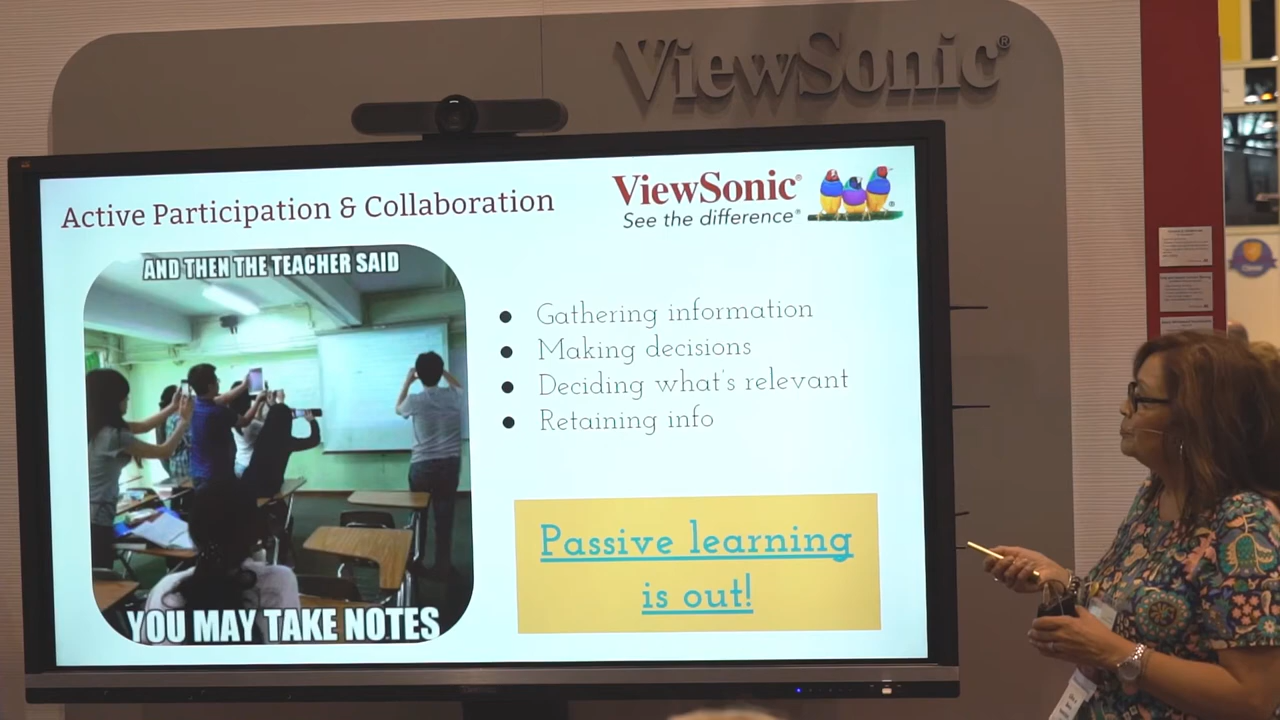 ViewSonic®
Active Participation & Collaboration
ViewSonic®
See the difference®
AND THEN THE TEACHER SAID
YOU MAY TAKE NOTES
● Gathering information
● Making decisions
● Deciding what's relevant
● Retaining info
Passive learning
is out!